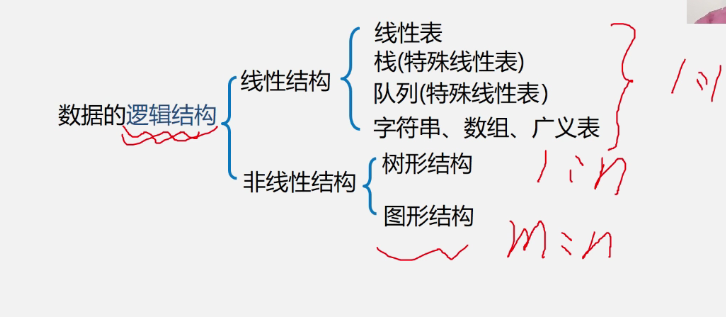 线性表
栈(特殊线性表)
线性结构
队列(特殊线性表)
1:1
数据的逻辑结构
字符串、数组、广义表
树形结构
1:n
非线性结构
图形结构
m:n